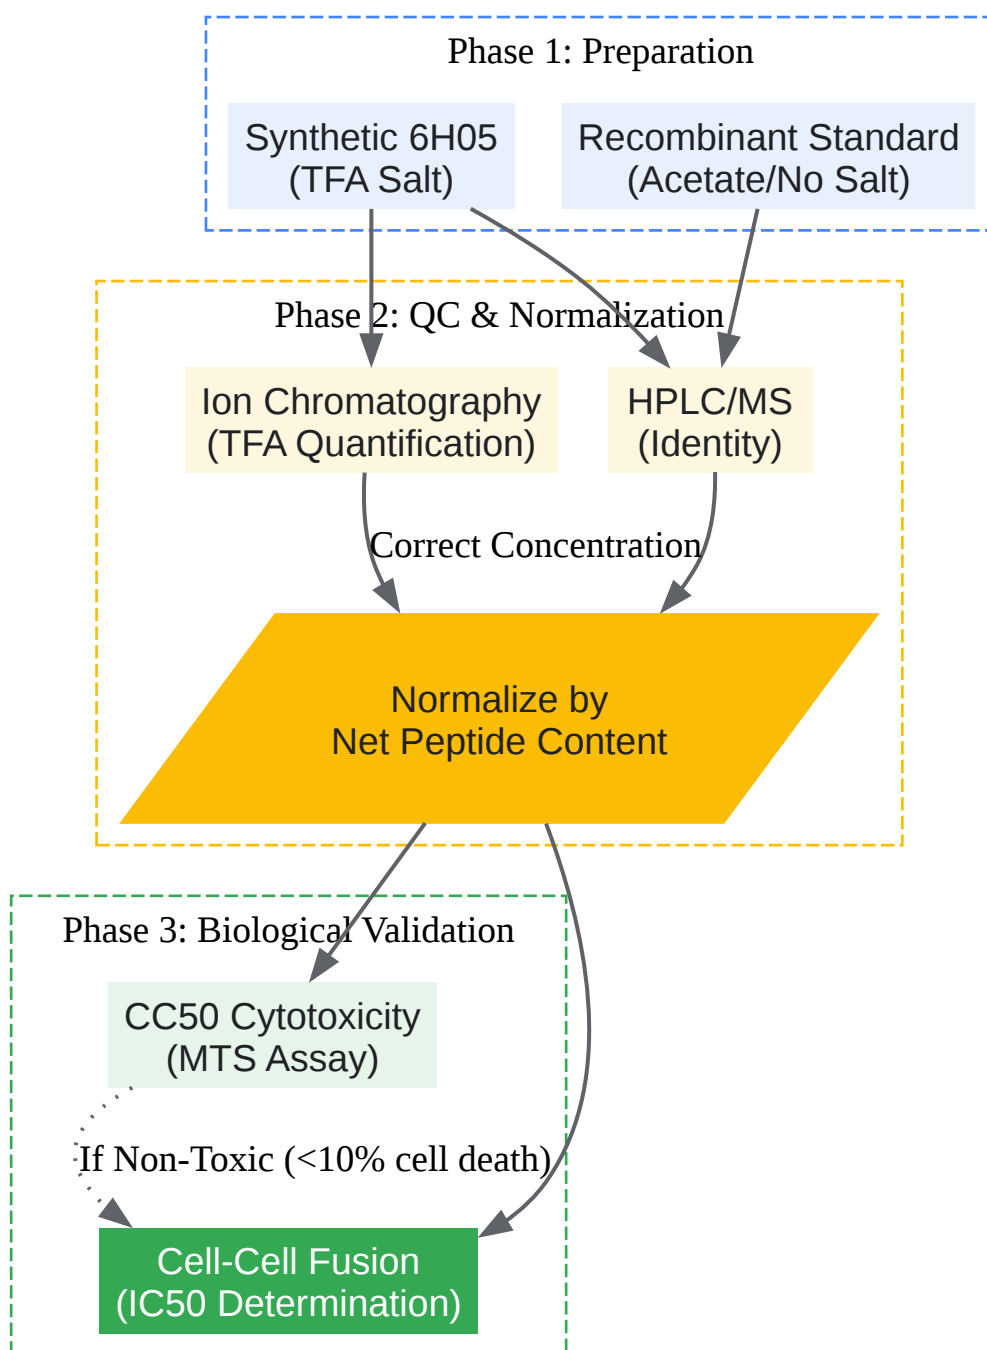 Phase 1: Preparation
Synthetic 6H05
(TFA Salt)
Recombinant Standard
(Acetate/No Salt)
Phase 2: QC & Normalization
Ion Chromatography
(TFA Quantification)
HPLC/MS
(Identity)
Correct Concentration
Normalize by
Net Peptide Content
Phase 3: Biological Validation
CC50 Cytotoxicity
(MTS Assay)
If Non-Toxic (<10% cell death)
Cell-Cell Fusion
(IC50 Determination)